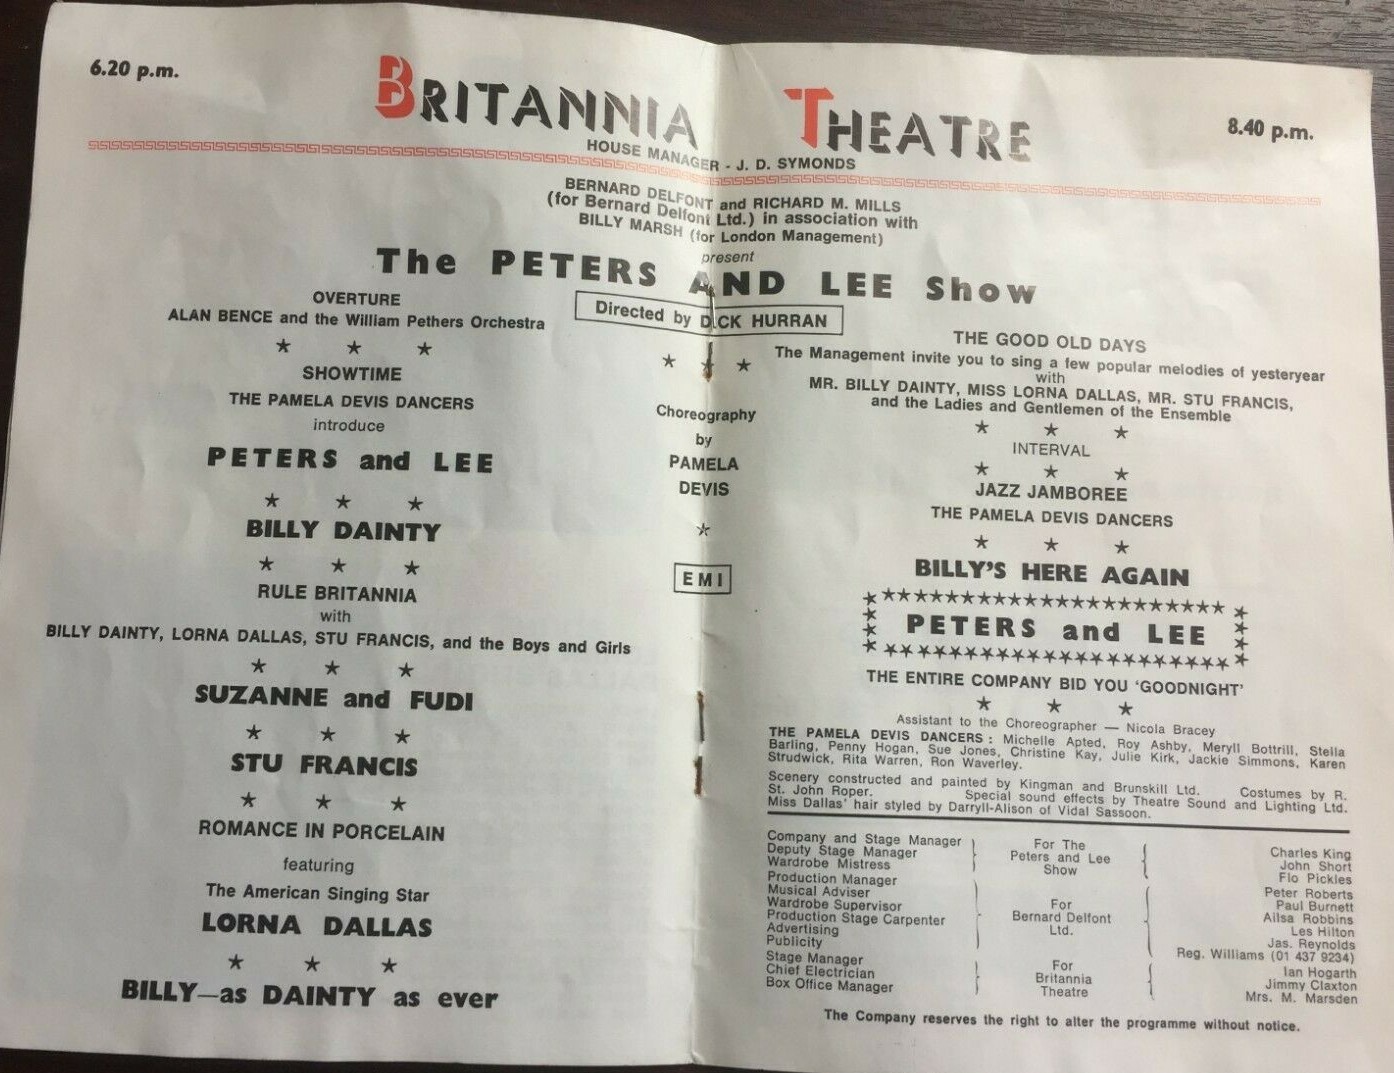 6.20 p.m.
BRITANNIA THEATRE
8.40 p.m.
HOUSE MANAGER - J. D. SYMONDS
BERNARD DELFONT and RICHARD M. MILLS
(for Bernard Delfont Ltd.) in association with
BILLY MARSH (for London Management)
present
The PETERS AND LEE Show
Directed by DICK HURRAN
OVERTURE
ALAN BENCE and the William Pethers Orchestra
★ ★ ★
SHOWTIME
THE PAMELA DEVIS DANCERS
introduce
PETERS and LEE
★ ★ ★
BILLY DAINTY
★ ★ ★
RULE BRITANNIA
with
BILLY DAINTY, LORNA DALLAS, STU FRANCIS, and the Boys and Girls
★ ★ ★
SUZANNE and FUDI
★ ★ ★
STU FRANCIS
★ ★ ★
ROMANCE IN PORCELAIN
featuring
The American Singing Star
LORNA DALLAS
★ ★ ★
BILLY—as DAINTY as ever
★ ★ ★
Choreography
by
PAMELA
DEVIS
★
EMI
THE GOOD OLD DAYS
The Management invite you to sing a few popular melodies of yesteryear
with
MR. BILLY DAINTY, MISS LORNA DALLAS, MR. STU FRANCIS,
and the Ladies and Gentlemen of the Ensemble
★ ★ ★
INTERVAL
★ ★ ★
JAZZ JAMBOREE
THE PAMELA DEVIS DANCERS
★ ★ ★
BILLY'S HERE AGAIN
PETERS and LEE
THE ENTIRE COMPANY BID YOU 'GOODNIGHT'
★ ★ ★
Assistant to the Choreographer — Nicola Bracey
THE PAMELA DEVIS DANCERS : Michelle Apted, Roy Ashby, Meryll Bottrill, Stella
Barling, Penny Hogan, Sue Jones, Christine Kay, Julie Kirk, Jackie Simmons, Karen
Strudwick, Rita Warren, Ron Waverley.
Scenery constructed and painted by Kingman and Brunskill Ltd. Costumes by R.
St. John Roper. Special sound effects by Theatre Sound and Lighting Ltd.
Miss Dallas' hair styled by Darryll-Alison of Vidal Sassoon.
Company and Stage Manager
Deputy Stage Manager
Wardrobe Mistress
For The
Peters and Lee
Show
Charles King
John Short
Flo Pickles
Production Manager
Musical Adviser
Wardrobe Supervisor
Production Stage Carpenter
Advertising
Publicity
For
Bernard Delfont
Ltd.
Peter Roberts
Paul Burnett
Ailsa Robbins
Les Hilton
Jas. Reynolds
Reg. Williams (01 437 9234)
Stage Manager
Chief Electrician
Box Office Manager
For
Britannia
Theatre
Ian Hogarth
Jimmy Claxton
Mrs. M. Marsden
The Company reserves the right to alter the programme without notice.